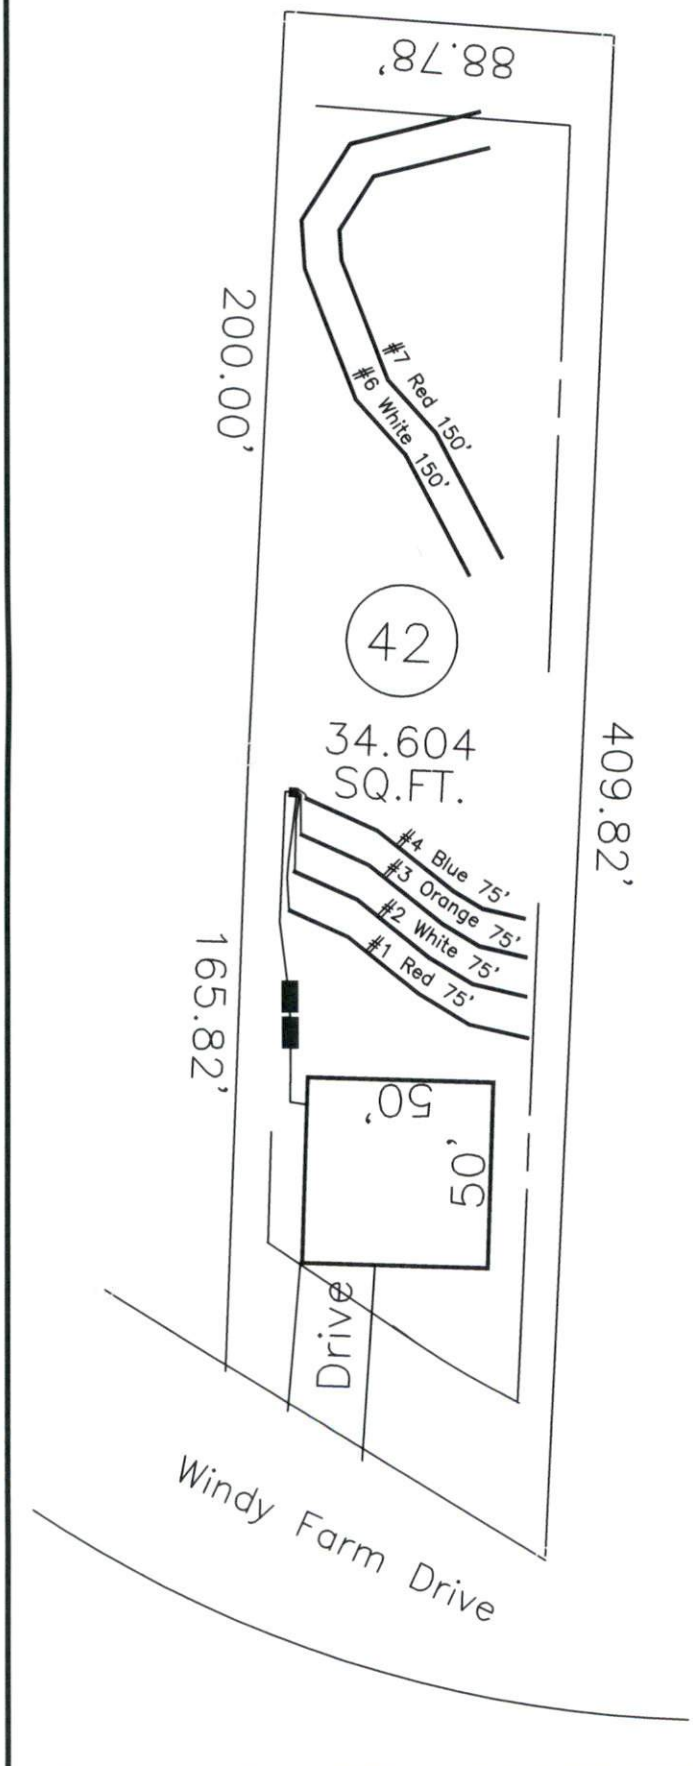 88.78'
200.00'
#7 Red 150'
#6 White 150'
42
34.604
SQ.FT.
409.82'
#4 Blue 75'
#3 Orange 75'
#2 White 75'
#1 Red 75'
165.82'
50'
50'
Drive
Windy Farm Drive